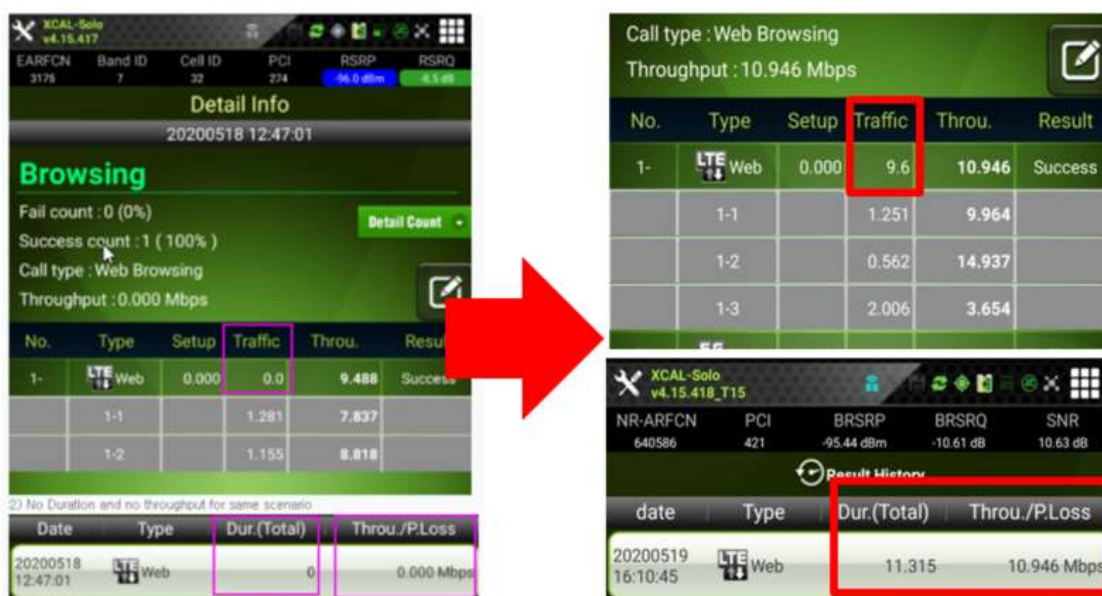 XCAL-Solo
v4.15.417
EARFCN Band ID Cell ID PCI RSRP RSRQ
3175 7 32 274 -96.0 dBm -8.5 dB
Detail Info
20200518 12:47:01
Browsing
Fail count : 0 (0%)
Detail Count
Success count : 1 ( 100% )
Call type : Web Browsing
Throughput : 0.000 Mbps
No. Type Setup Traffic Throu. Resul
1- LTE Web 0.000 0.0 9.488 Success
1-1 1.281 7.837
1-2 1.155 8.818
2) No Duration and no throughput for same scenario
Date Type Dur.(Total) Throu./P.Loss
20200518 12:47:01 LTE Web 0 0.000 Mbps
Call type : Web Browsing
Throughput : 10.946 Mbps
No. Type Setup Traffic Throu. Result
1- LTE Web 0.000 9.6 10.946 Success
1-1 1.251 9.964
1-2 0.562 14.937
1-3 2.006 3.654
5G
XCAL-Solo
v4.15.418_T15
NR-ARFCN PCI BRSRP BRSRQ SNR
640586 421 -95.44 dBm -10.61 dB 10.63 dB
Result History
date Type Dur.(Total) Throu./P.Loss
20200519 16:10:45 LTE Web 11.315 10.946 Mbps